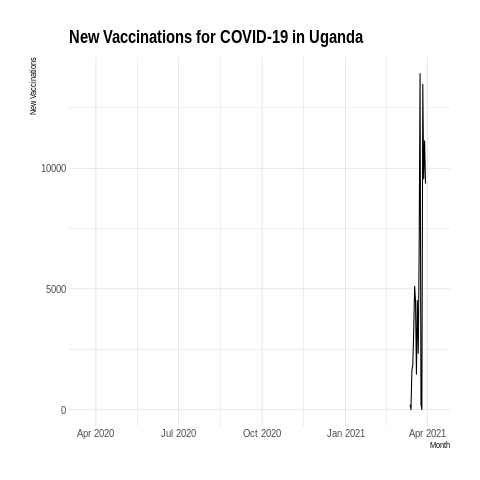 New Vaccinations for COVID-19 in Uganda
New Vaccinations
10000
5000
0
Apr 2020 Jul 2020 Oct 2020 Jan 2021 Apr 2021
Month